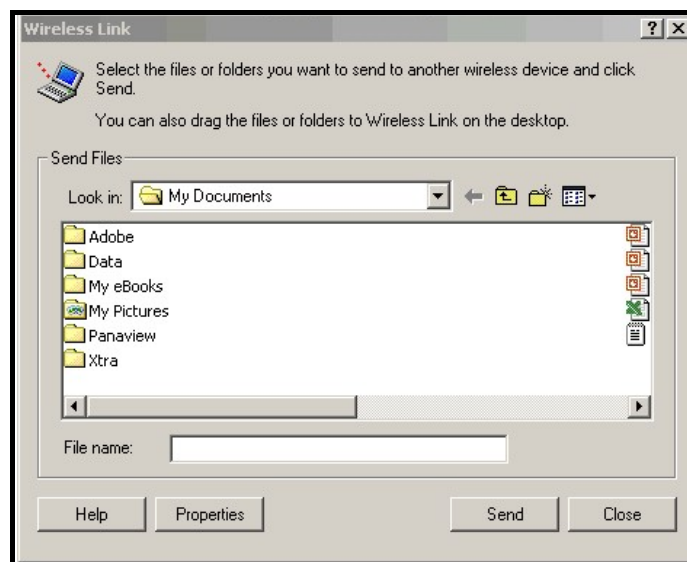 Wireless Link
Select the files or folders you want to send to another wireless device and click
Send.
You can also drag the files or folders to Wireless Link on the desktop.
Send Files
Look in: My Documents
Adobe
Data
My eBooks
My Pictures
Panaview
Xtra
File name:
Help Properties Send Close